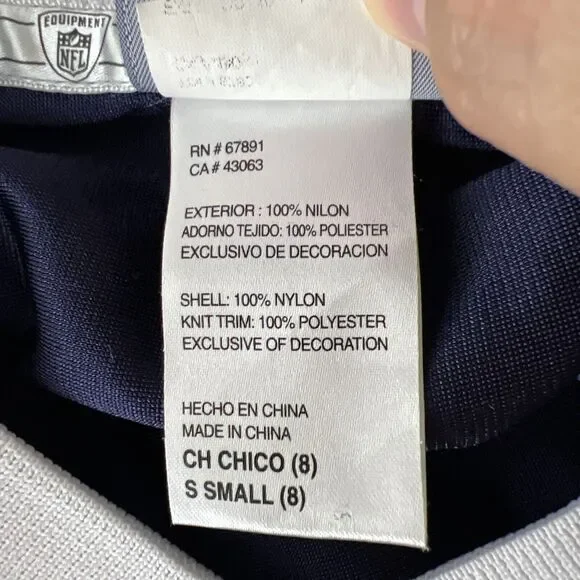 EQUIPMENT
NFL
RN # 67891
CA # 43063
EXTERIOR : 100% NILON
ADORNO TEJIDO: 100% POLIESTER
EXCLUSIVO DE DECORACION
SHELL: 100% NYLON
KNIT TRIM: 100% POLYESTER
EXCLUSIVE OF DECORATION
HECHO EN CHINA
MADE IN CHINA
CH CHICO (8)
S SMALL (8)